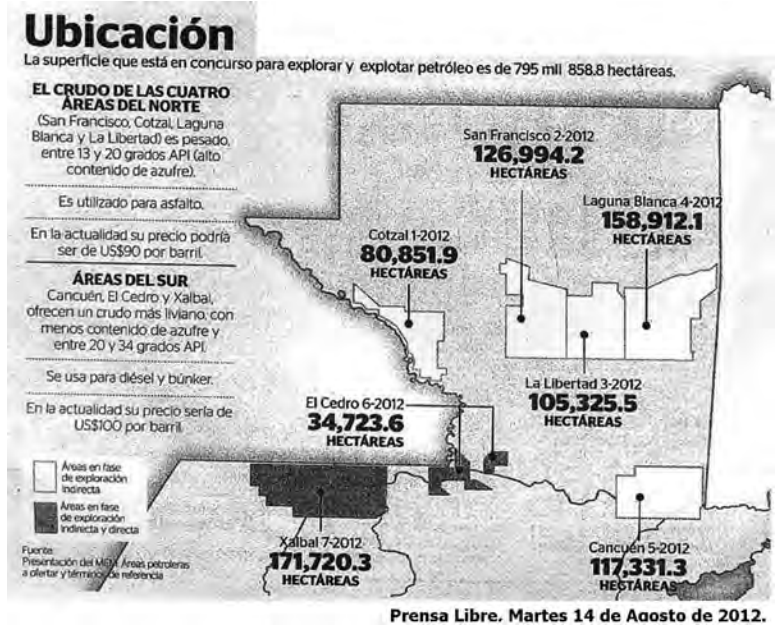 Ubicación
La superficie que está en concurso para explorar y explotar petróleo es de 795 mil 858.8 hectáreas.
EL CRUDO DE LAS CUATRO
ÁREAS DEL NORTE
(San Francisco, Cotzal, Laguna
Blanca y La Libertad) es pesado,
entre 13 y 20 grados API (alto
contenido de azufre).
Es utilizado para asfalto.
En la actualidad su precio podría
ser de US$90 por barril.
ÁREAS DEL SUR
Cancuén, El Cedro y Xalbal,
ofrecen un crudo más liviano, con
menos contenido de azufre y
entre 20 y 34 grados API.
Se usa para diésel y búnker.
En la actualidad su precio sería de
US$100 por barril.
Áreas en fase
de exploración
indirecta
Áreas en fase
de exploración
indirecta y directa
Fuente:
Presentación del MEM, Áreas petroleras
a ofertar y términos de referencia
San Francisco 2-2012
126,994.2
HECTÁREAS
Laguna Blanca 4-2012
158,912.1
HECTÁREAS
Cotzal 1-2012
80,851.9
HECTÁREAS
La Libertad 3-2012
105,325.5
HECTÁREAS
El Cedro 6-2012
34,723.6
HECTÁREAS
Xalbal 7-2012
171,720.3
HECTÁREAS
Cancuén 5-2012
117,331.3
HECTÁREAS
Prensa Libre. Martes 14 de Agosto de 2012.